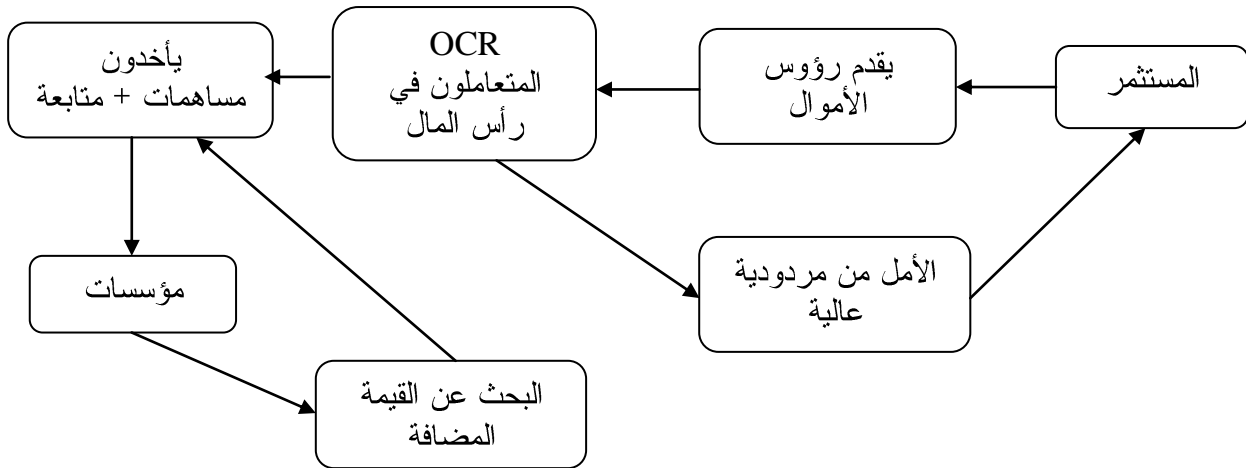 المستثمر
يقدم رؤوس
الأموال
OCR
المتعاملون في
رأس المال
يأخدون
مساهمات + متابعة
مؤسسات
البحث عن القيمة
المضافة
الأمل من مردودية
عالية